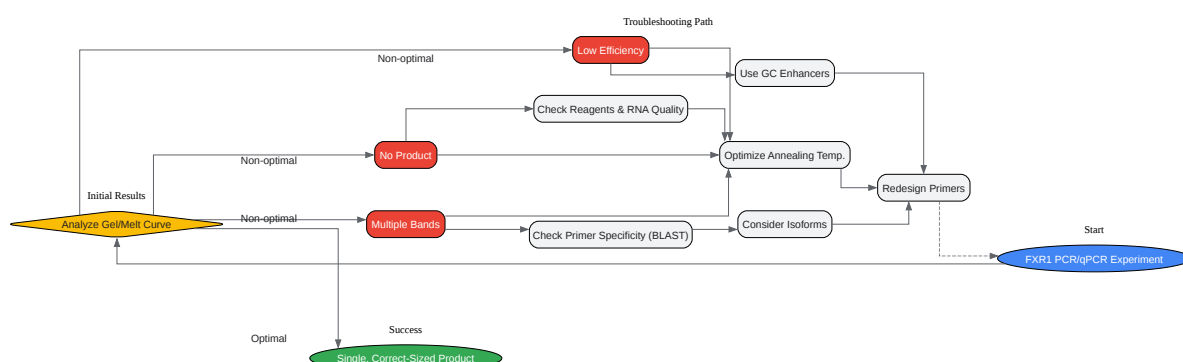 Troubleshooting Path
Low Efficiency
Non-optimal
Use GC Enhancers
Check Reagents & RNA Quality
No Product
Non-optimal
Optimize Annealing Temp.
Redesign Primers
Initial Results
Analyze Gel/Melt Curve
Non-optimal
Multiple Bands
Check Primer Specificity (BLAST)
Consider Isoforms
Start
FXR1 PCR/qPCR Experiment
Success
Optimal
Single, Correct-Sized Product